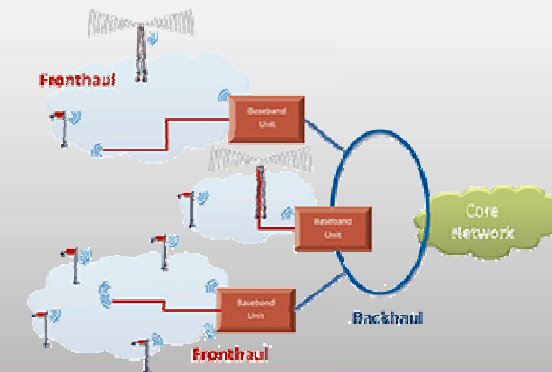 Fronthaul
Baseband
Unit
Baseband
Unit
Core
Network
Baseband
Unit
Backhaul
Fronthaul